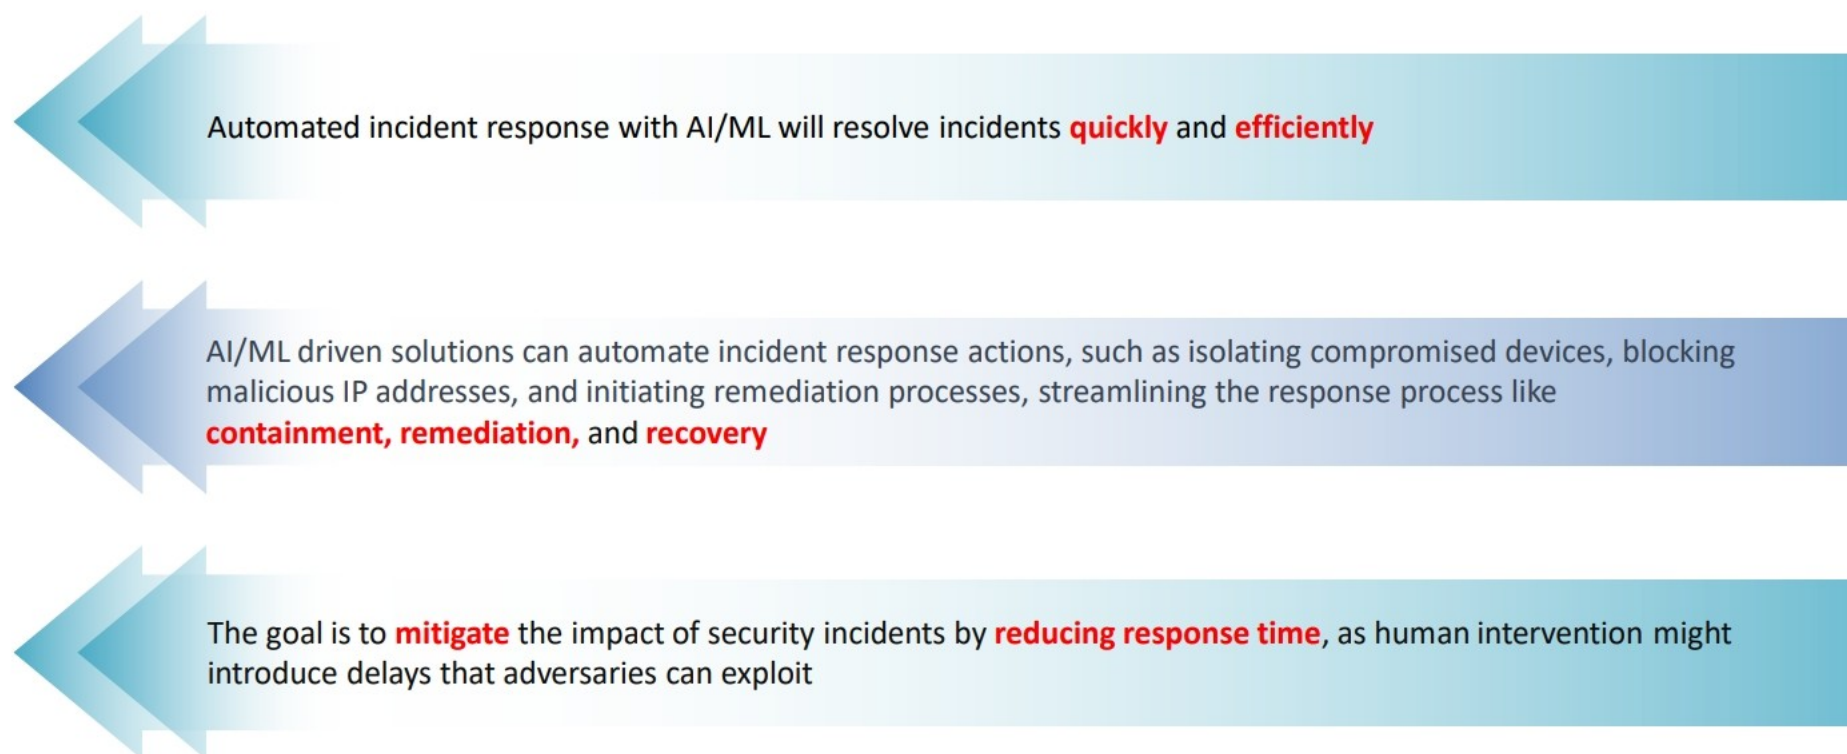 Automated incident response with AI/ML will resolve incidents quickly and efficiently
AI/ML driven solutions can automate incident response actions, such as isolating compromised devices, blocking
malicious IP addresses, and initiating remediation processes, streamlining the response process like
containment, remediation, and recovery
The goal is to mitigate the impact of security incidents by reducing response time, as human intervention might
introduce delays that adversaries can exploit